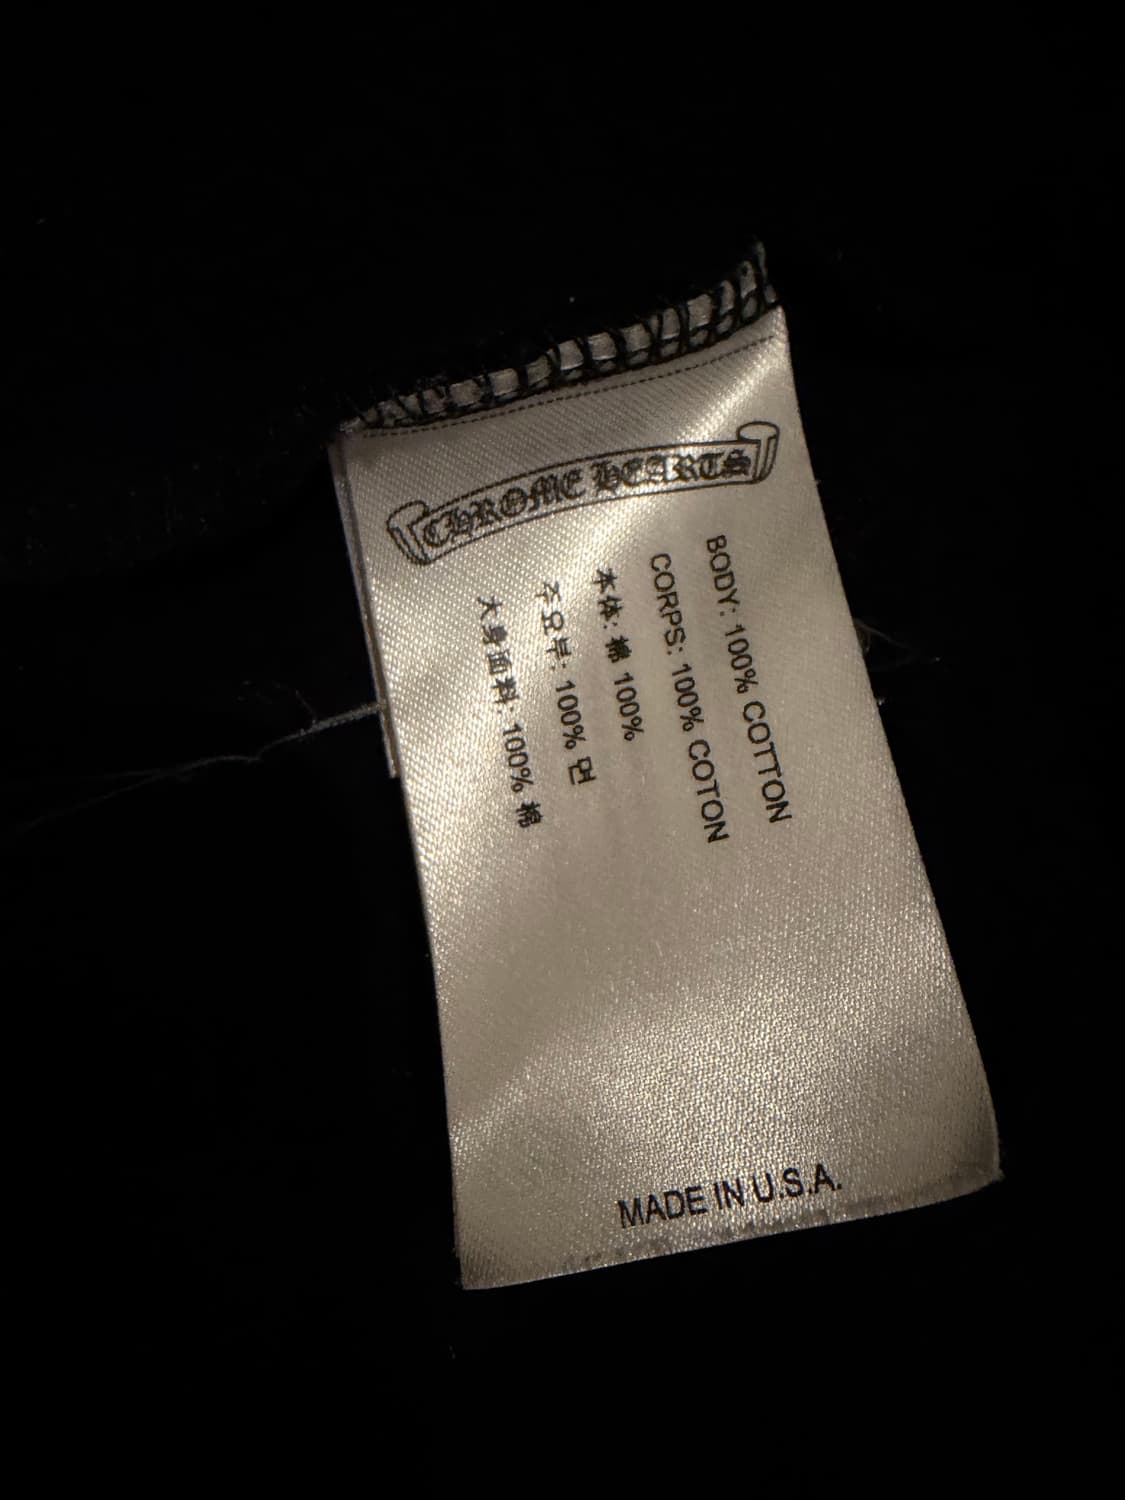 CHROME HEARTS
BODY: 100% COTTON
CORPS: 100% COTON
本体: 綿 100%
주요부: 100% 면
大身面料: 100% 棉
MADE IN U.S.A.